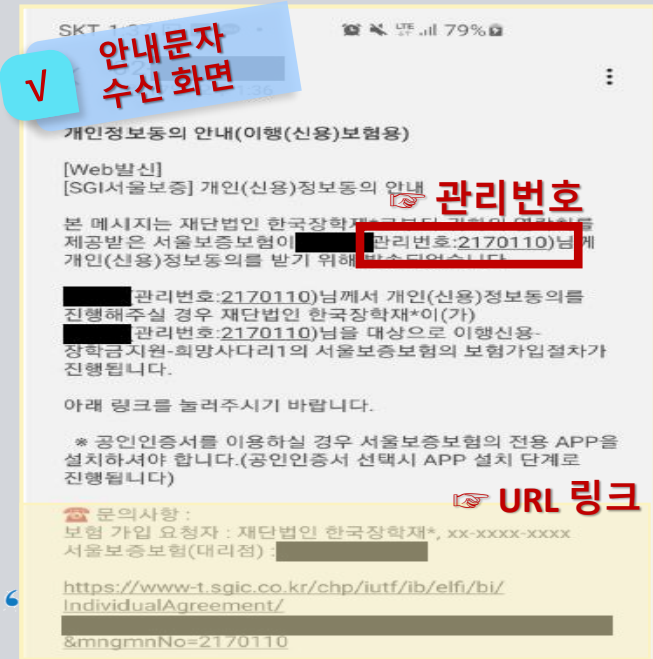 SKT 1:37
LTE 79%
√
안내문자
수신 화면
개인정보동의 안내(이행(신용)보험용)
[Web발신]
[SGI서울보증] 개인(신용)정보동의 안내
☞ 관리번호
본 메시지는 재단법인 한국장학재*
제공받은 서울보증보험이 관리번호:2170110)님께
개인(신용)정보동의를 받기 위해 발송되었습니다
(관리번호:2170110)님께서 개인(신용)정보동의를
진행해주실 경우 재단법인 한국장학재*이(가)
(관리번호:2170110)님을 대상으로 이행신용-
장학금지원-희망사다리1의 서울보증보험의 보험가입절차가
진행됩니다.
아래 링크를 눌러주시기 바랍니다.
※ 공인인증서를 이용하실 경우 서울보증보험의 전용 APP을
설치하셔야 합니다.(공인인증서 선택시 APP 설치 단계로
진행됩니다)
☞ URL 링크
☎ 문의사항 :
보험 가입 요청자 : 재단법인 한국장학재*, xx-xxxx-xxxx
서울보증보험(대리점) :
https://www-t.sgic.co.kr/chp/iutf/ib/elfi/bi/
IndividualAgreement/
&mngmnNo=2170110